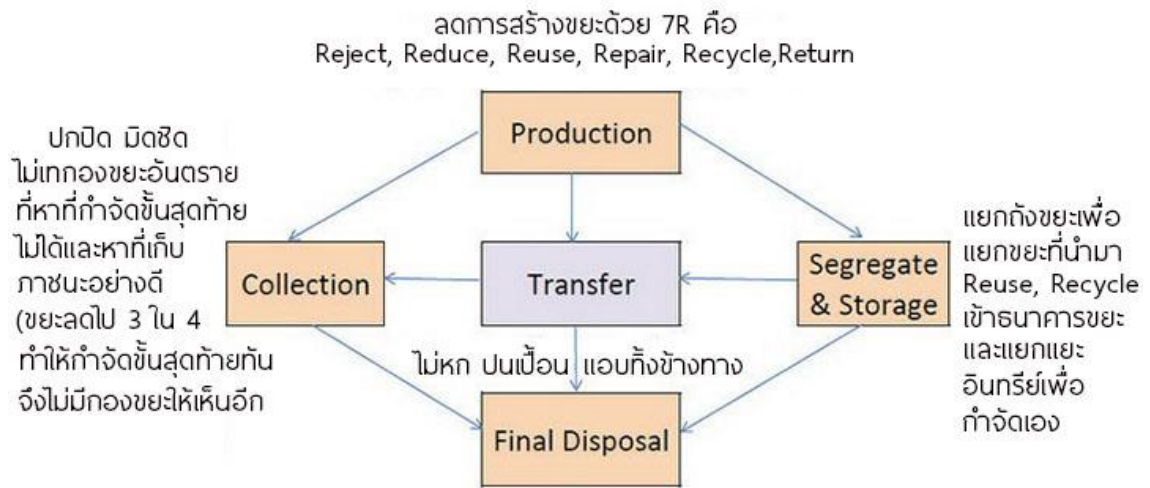 ลดการสร้างขยะด้วย 7R คือ
Reject, Reduce, Reuse, Repair, Recycle,Return
Production
ปกปิด มิดชิด
ไม่เทกองขยะอันตราย
ที่หาที่กำจัดขั้นสุดท้าย
ไม่ได้และหาที่เก็บ
ภาชนะอย่างดี
(ขยะลดไป 3 ใน 4
ทำให้กำจัดขั้นสุดท้ายทัน
จึงไม่มีกองขยะให้เห็นอีก
Collection
Transfer
Segregate
& Storage
แยกถังขยะเพื่อ
แยกขยะที่นำมา
Reuse, Recycle
เข้าธนาคารขยะ
และแยกแยะ
อินทรีย์เพื่อ
กำจัดเอง
ไม่หก ปนเปื้อน แอบทิ้งข้างทาง
Final Disposal